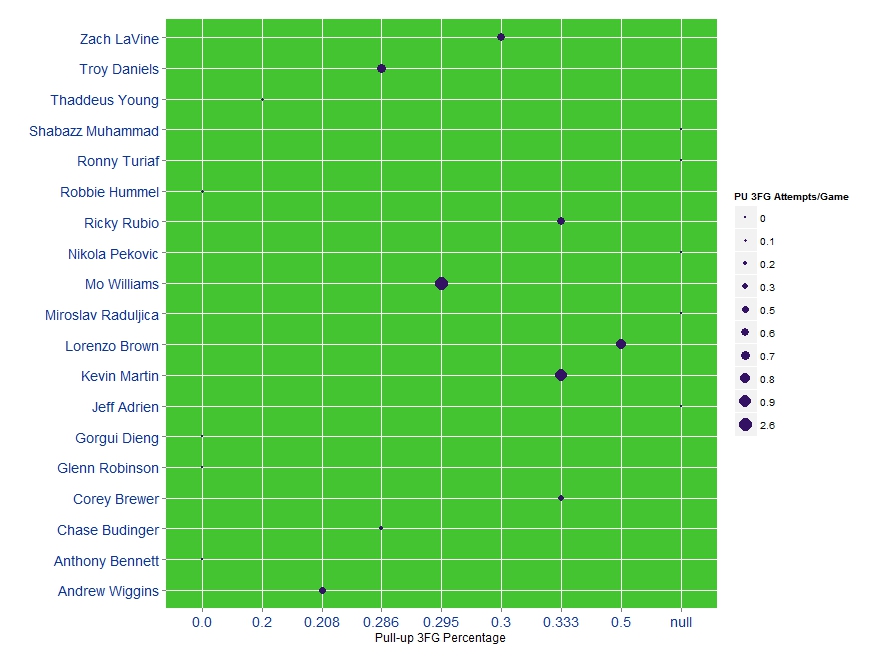 Zach LaVine
Troy Daniels
Thaddeus Young
Shabazz Muhammad
Ronny Turiaf
Robbie Hummel
Ricky Rubio
Nikola Pekovic
Mo Williams
Miroslav Raduljica
Lorenzo Brown
Kevin Martin
Jeff Adrien
Gorgui Dieng
Glenn Robinson
Corey Brewer
Chase Budinger
Anthony Bennett
Andrew Wiggins
0.0 0.2 0.208 0.286 0.295 0.3 0.333 0.5 null
Pull-up 3FG Percentage
PU 3FG Attempts/Game
0
0.1
0.2
0.3
0.5
0.6
0.7
0.8
0.9
2.6